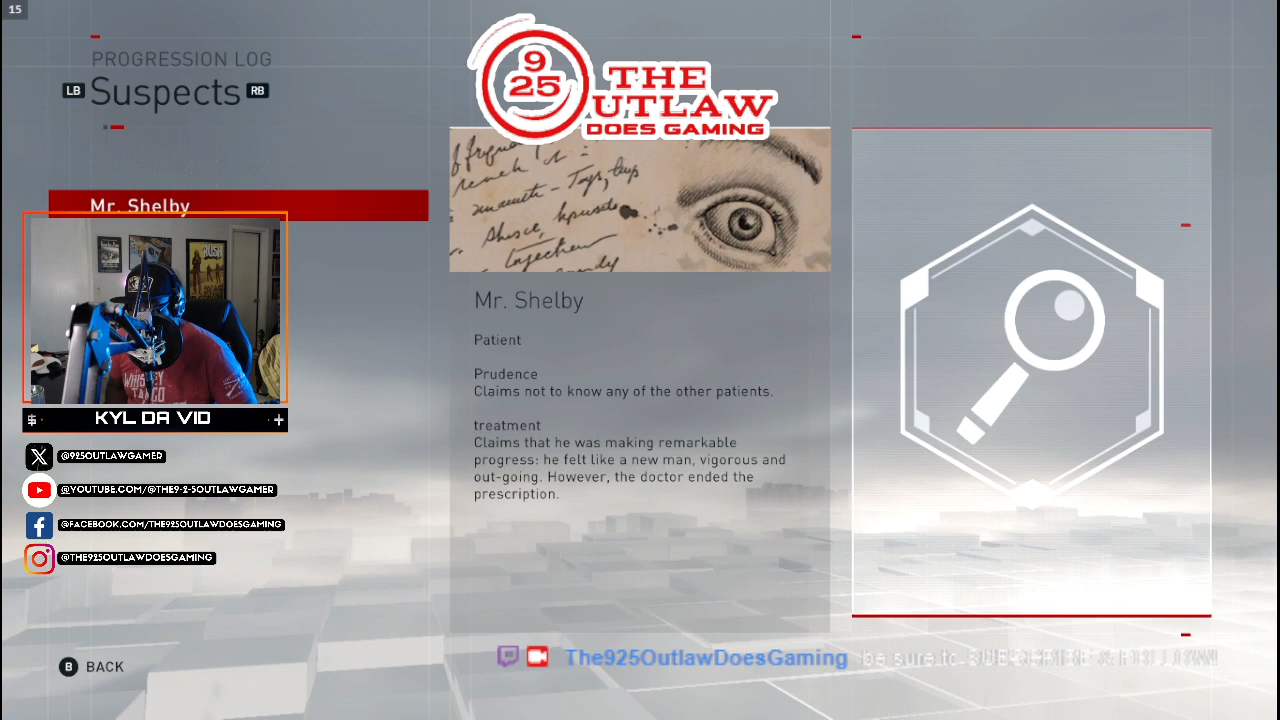 15
PROGRESSION LOG
LB Suspects RB
9
25
THE
OUTLAW
DOES GAMING
Mr. Shelby
Mr. Shelby
Patient
Prudence
Claims not to know any of the other patients.
treatment
Claims that he was making remarkable
progress: he felt like a new man, vigorous and
out-going. However, the doctor ended the
prescription.
KYL DA VID
@925OUTLAWGAMER
@YOUTUBE.COM/@THE9-2-5OUTLAWGAMER
@FACEBOOK.COM/THE925OUTLAWDOESGAMING
@THE925OUTLAWDOESGAMING
B BACK
The925OutlawDoesGaming be sure to